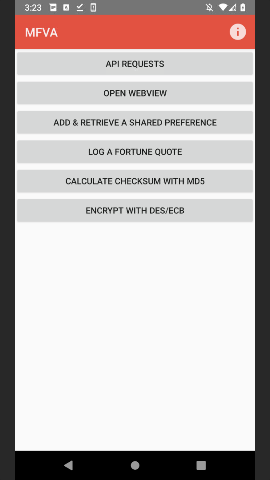 3:23
MFVA
API REQUESTS
OPEN WEBVIEW
ADD & RETRIEVE A SHARED PREFERENCE
LOG A FORTUNE QUOTE
CALCULATE CHECKSUM WITH MD5
ENCRYPT WITH DES/ECB